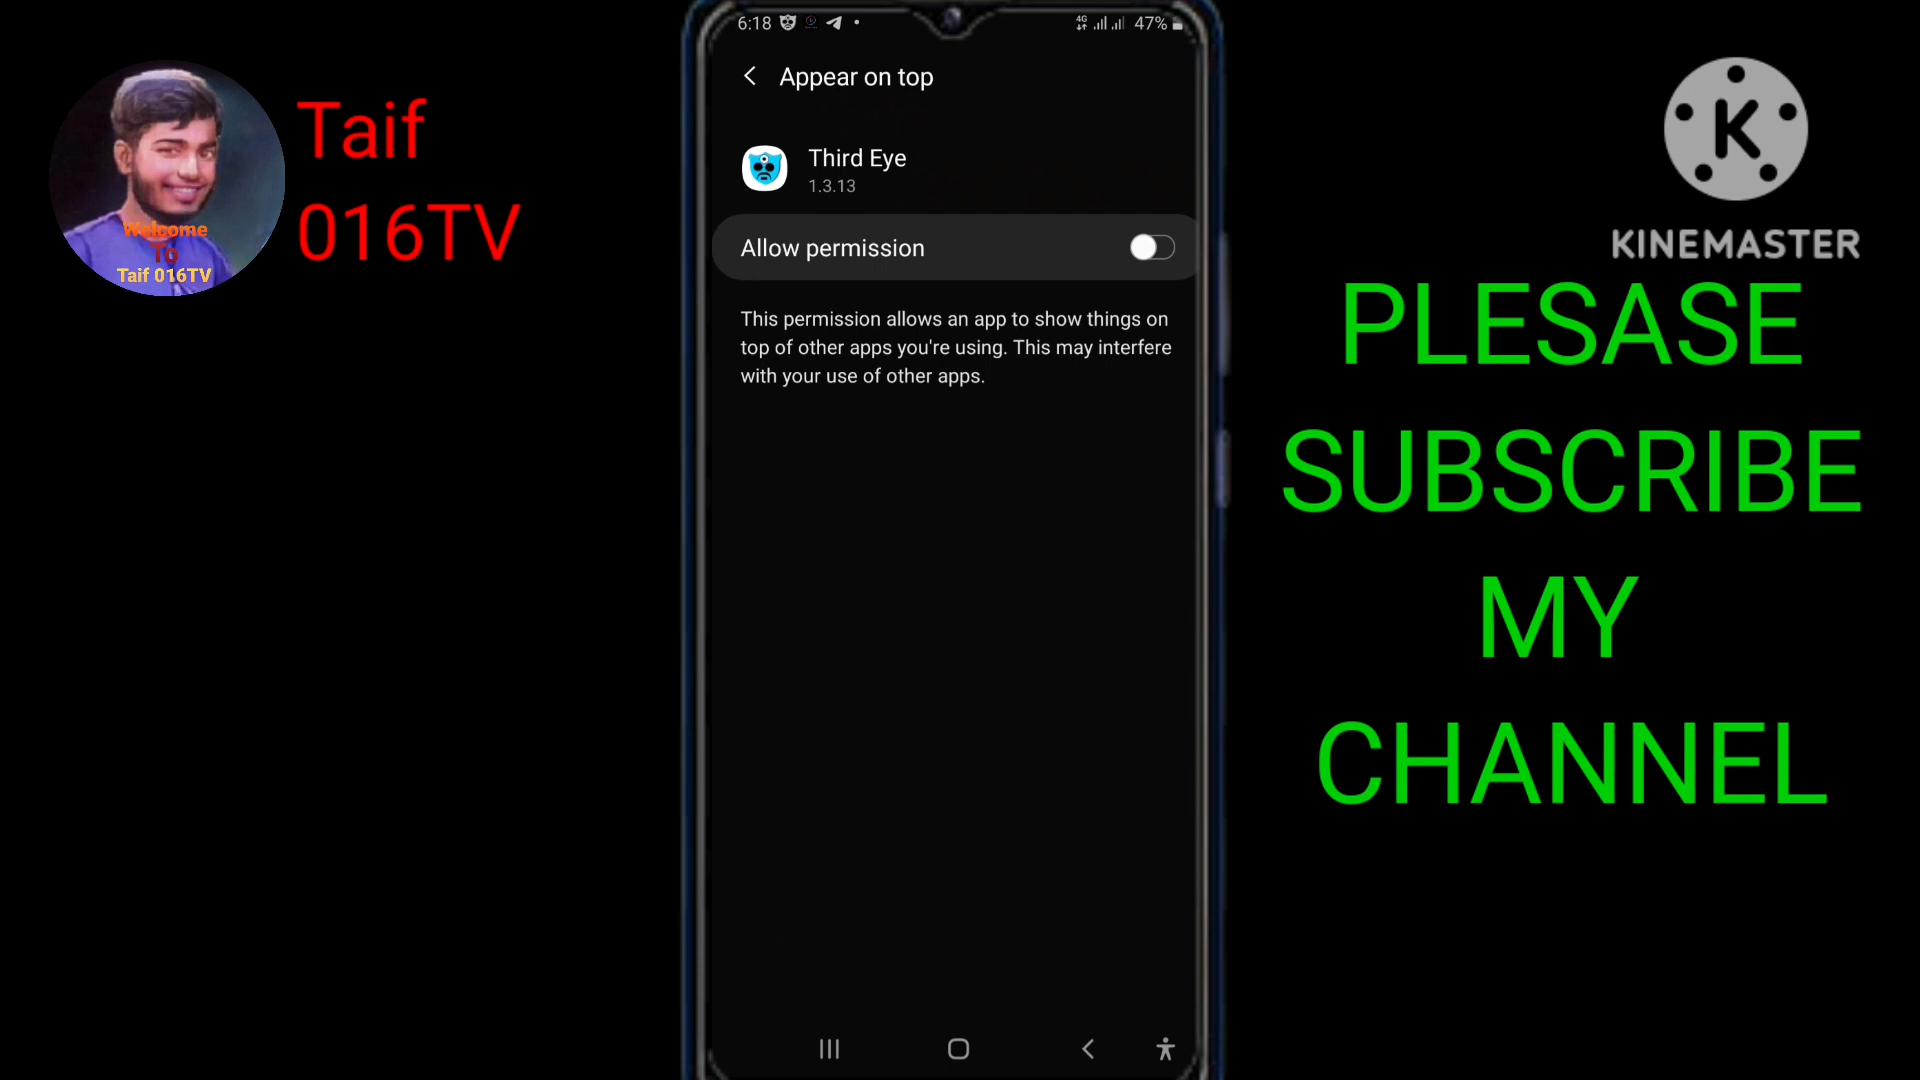 6:18
4G
47%
Appear on top
Third Eye
1.3.13
Allow permission
This permission allows an app to show things on
top of other apps you're using. This may interfere
with your use of other apps.
Taif
016TV
Welcome
To
Taif 016TV
K
KINEMASTER
PLESASE
SUBSCRIBE
MY
CHANNEL